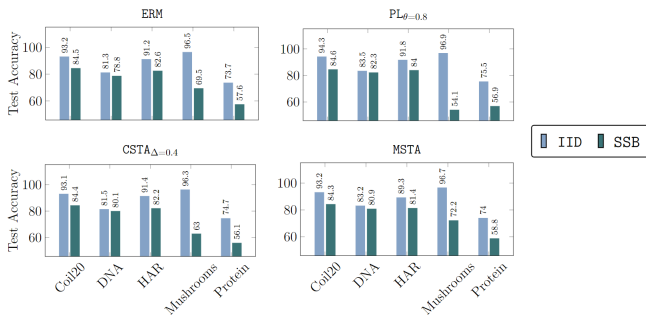 ERM
PLθ=0.8
Test Accuracy
100
80
60
93.2 84.5 81.3 78.8 91.2 82.6 96.5 69.5 73.7 57.6
100
80
60
94.3 84.6 83.5 82.3 91.8 84 96.9 54.1 75.5 56.9
IID SSB
CSTAΔ=0.4
MSTA
Test Accuracy
100
80
60
93.1 84.4 81.5 80.1 91.4 82.2 96.3 63 74.7 56.1
100
80
60
93.2 84.3 83.2 80.9 89.3 81.4 96.7 72.2 74 58.8
Coil20 DNA HAR Mushrooms Protein
Coil20 DNA HAR Mushrooms Protein